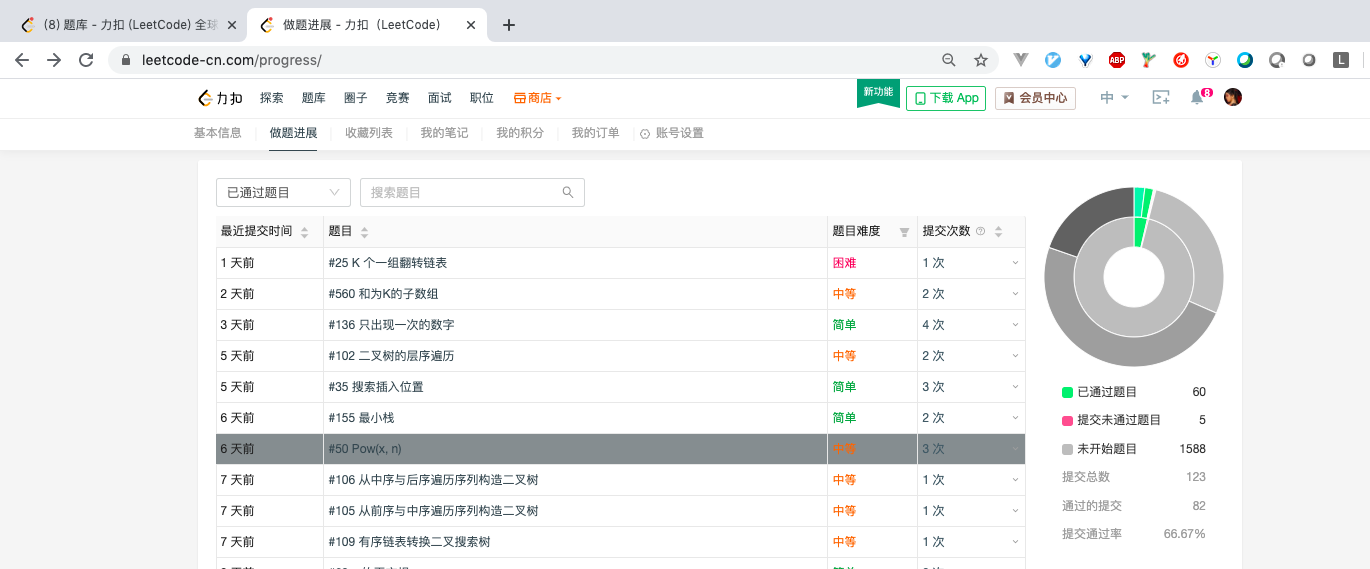 (8) 题库 - 力扣 (LeetCode) 全球
做题进展 - 力扣（LeetCode）
leetcode-cn.com/progress/
ABP
L
力扣 探索 题库 圈子 竞赛 面试 职位 商店 新功能 下载 App 会员中心 中 8
基本信息 做题进展 收藏列表 我的笔记 我的积分 我的订单 账号设置
已通过题目 搜索题目
最近提交时间 题目 题目难度 提交次数
1 天前 #25 K 个一组翻转链表 困难 1 次
2 天前 #560 和为K的子数组 中等 2 次
3 天前 #136 只出现一次的数字 简单 4 次
5 天前 #102 二叉树的层序遍历 中等 2 次
5 天前 #35 搜索插入位置 简单 3 次
6 天前 #155 最小栈 简单 2 次
6 天前 #50 Pow(x, n) 中等 3 次
7 天前 #106 从中序与后序遍历序列构造二叉树 中等 1 次
7 天前 #105 从前序与中序遍历序列构造二叉树 中等 1 次
7 天前 #109 有序链表转换二叉搜索树 中等 1 次
已通过题目 60
提交未通过题目 5
未开始题目 1588
提交总数 123
通过的提交 82
提交通过率 66.67%